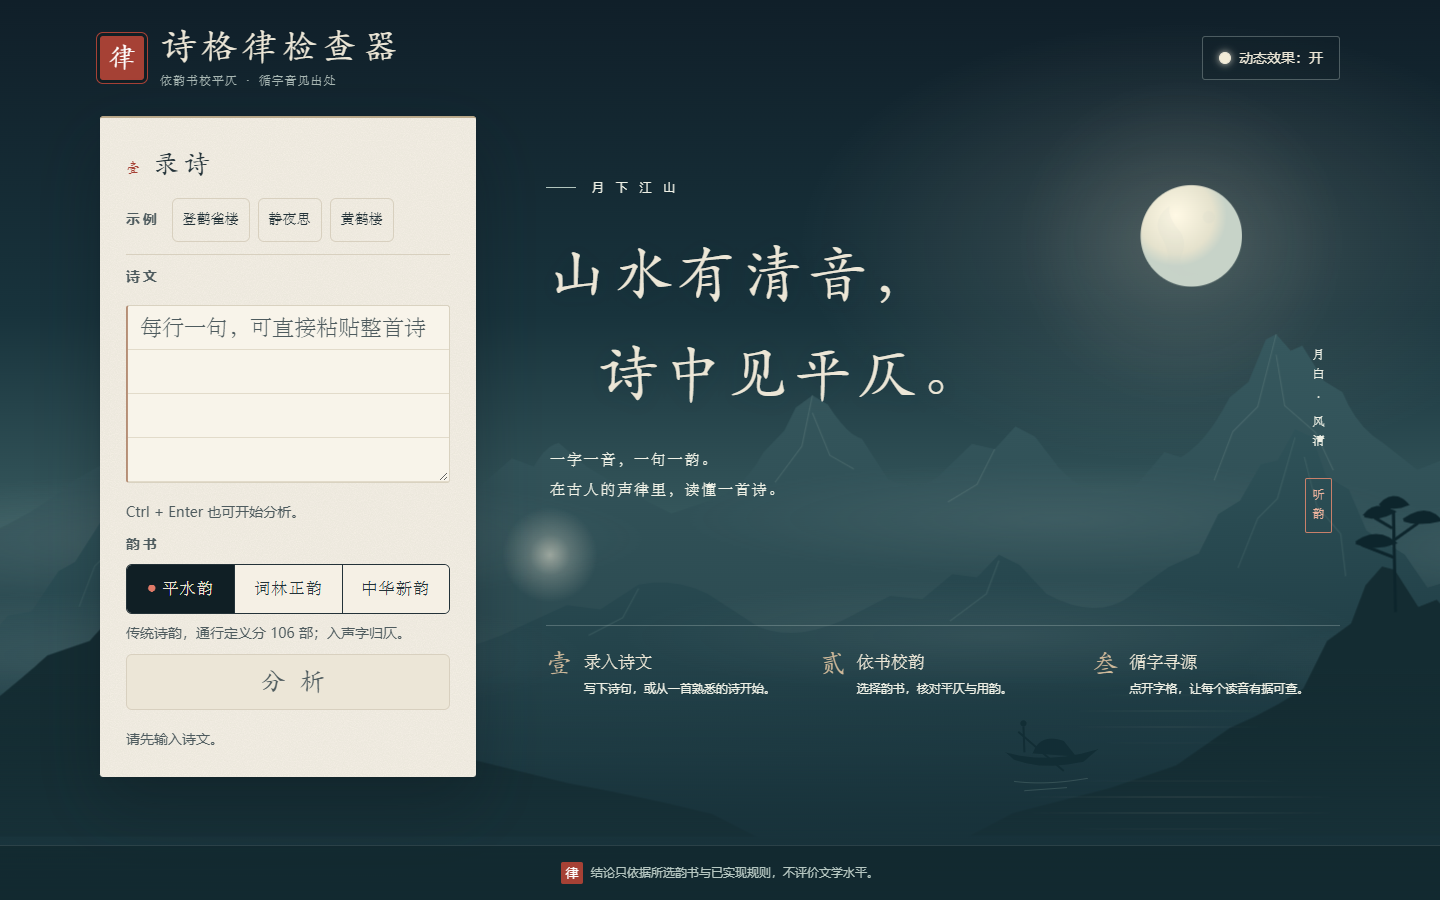 律
诗格律检查器
依韵书校平仄 · 循字音见出处
动态效果：开
壹 录诗
示例 登鹳雀楼 静夜思 黄鹤楼
诗文
每行一句，可直接粘贴整首诗
Ctrl + Enter 也可开始分析。
韵书
平水韵 词林正韵 中华新韵
传统诗韵，通行定义分 106 部；入声字归仄。
分 析
请先输入诗文。
月下江山
山水有清音，
诗中见平仄。
一字一音，一句一韵。
在古人的声律里，读懂一首诗。
月白·风清
听韵
壹 录入诗文
写下诗句，或从一首熟悉的诗开始。
贰 依书校韵
选择韵书，核对平仄与用韵。
叁 循字寻源
点开字格，让每个读音有据可查。
律 结论只依据所选韵书与已实现规则，不评价文学水平。